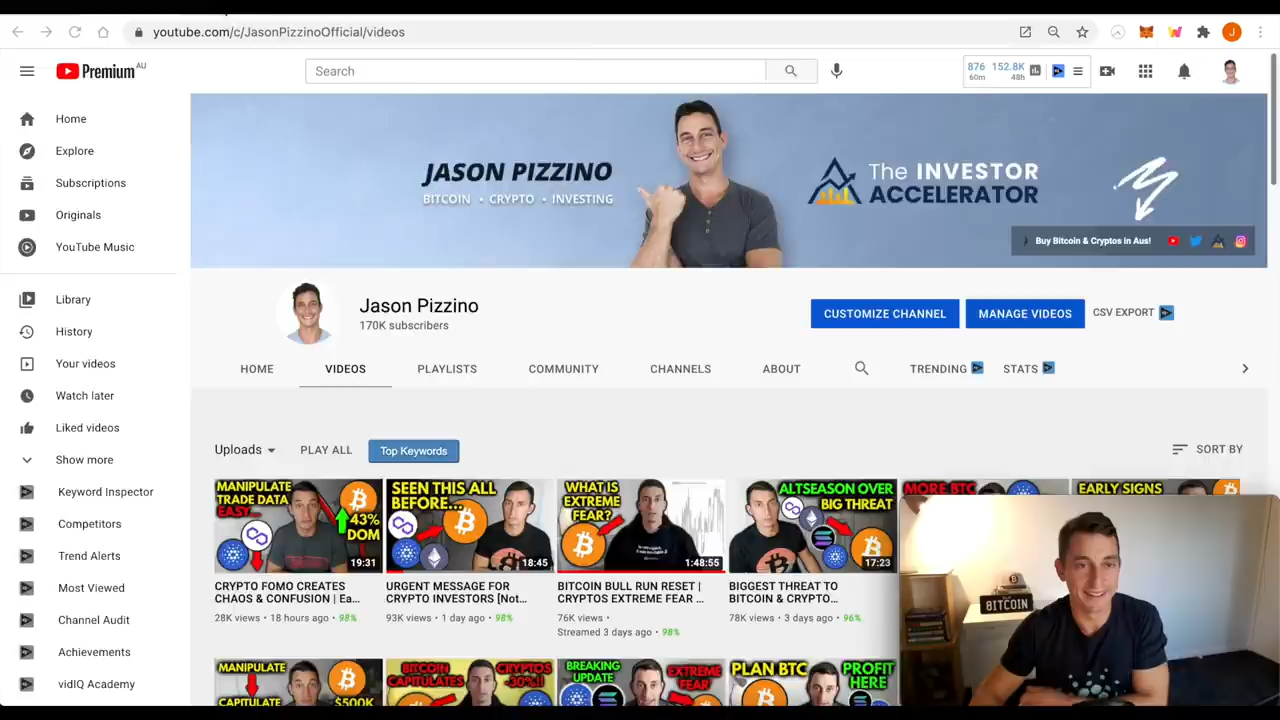 youtube.com/c/JasonPizzinoOfficial/videos
J
Premium AU
Search
876 152.8K
60m 48h
Home
Explore
Subscriptions
Originals
YouTube Music
Library
History
Your videos
Watch later
Liked videos
Show more
Keyword Inspector
Competitors
Trend Alerts
Most Viewed
Channel Audit
Achievements
vidIQ Academy
JASON PIZZINO
BITCOIN • CRYPTO • INVESTING
The INVESTOR
ACCELERATOR
Buy Bitcoin & Cryptos in Aus!
Jason Pizzino
170K subscribers
CUSTOMIZE CHANNEL
MANAGE VIDEOS
CSV EXPORT
HOME
VIDEOS
PLAYLISTS
COMMUNITY
CHANNELS
ABOUT
TRENDING
STATS
Uploads
PLAY ALL
Top Keywords
SORT BY
MANIPULATE
TRADE DATA
EASY...
43%
DOM
19:31
CRYPTO FOMO CREATES
CHAOS & CONFUSION | Ea...
28K views • 18 hours ago • 98%
SEEN THIS ALL
BEFORE...
18:45
URGENT MESSAGE FOR
CRYPTO INVESTORS [Not...
93K views • 1 day ago • 98%
WHAT IS
EXTREME
FEAR?
1:48:55
BITCOIN BULL RUN RESET |
CRYPTOS EXTREME FEAR ...
76K views •
Streamed 3 days ago • 98%
ALTSEASON OVER
BIG THREAT
17:23
BIGGEST THREAT TO
BITCOIN & CRYPTO...
78K views • 3 days ago • 96%
MORE BTC
EARLY SIGNS
MANIPULATE
CAPITULATE
$500K
BITCOIN
CAPITULATES
CRYPTOS
-30%!!
BREAKING
UPDATE
EXTREME
FEAR
PLAN BTC
PROFIT
HERE
BITCOIN